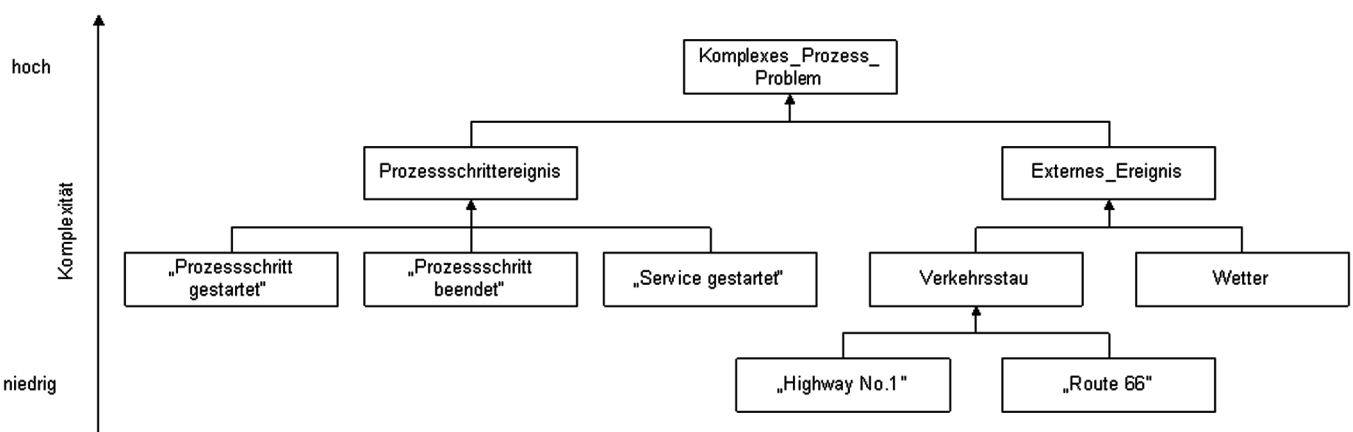 hoch
Komplexes_Prozess_
Problem
Prozessschrittereignis
Externes_Ereignis
Komplexität
„Prozessschritt
gestartet"
„Prozessschritt
beendet"
„Service gestartet"
Verkehrsstau
Wetter
niedrig
„Highway No.1"
„Route 66"